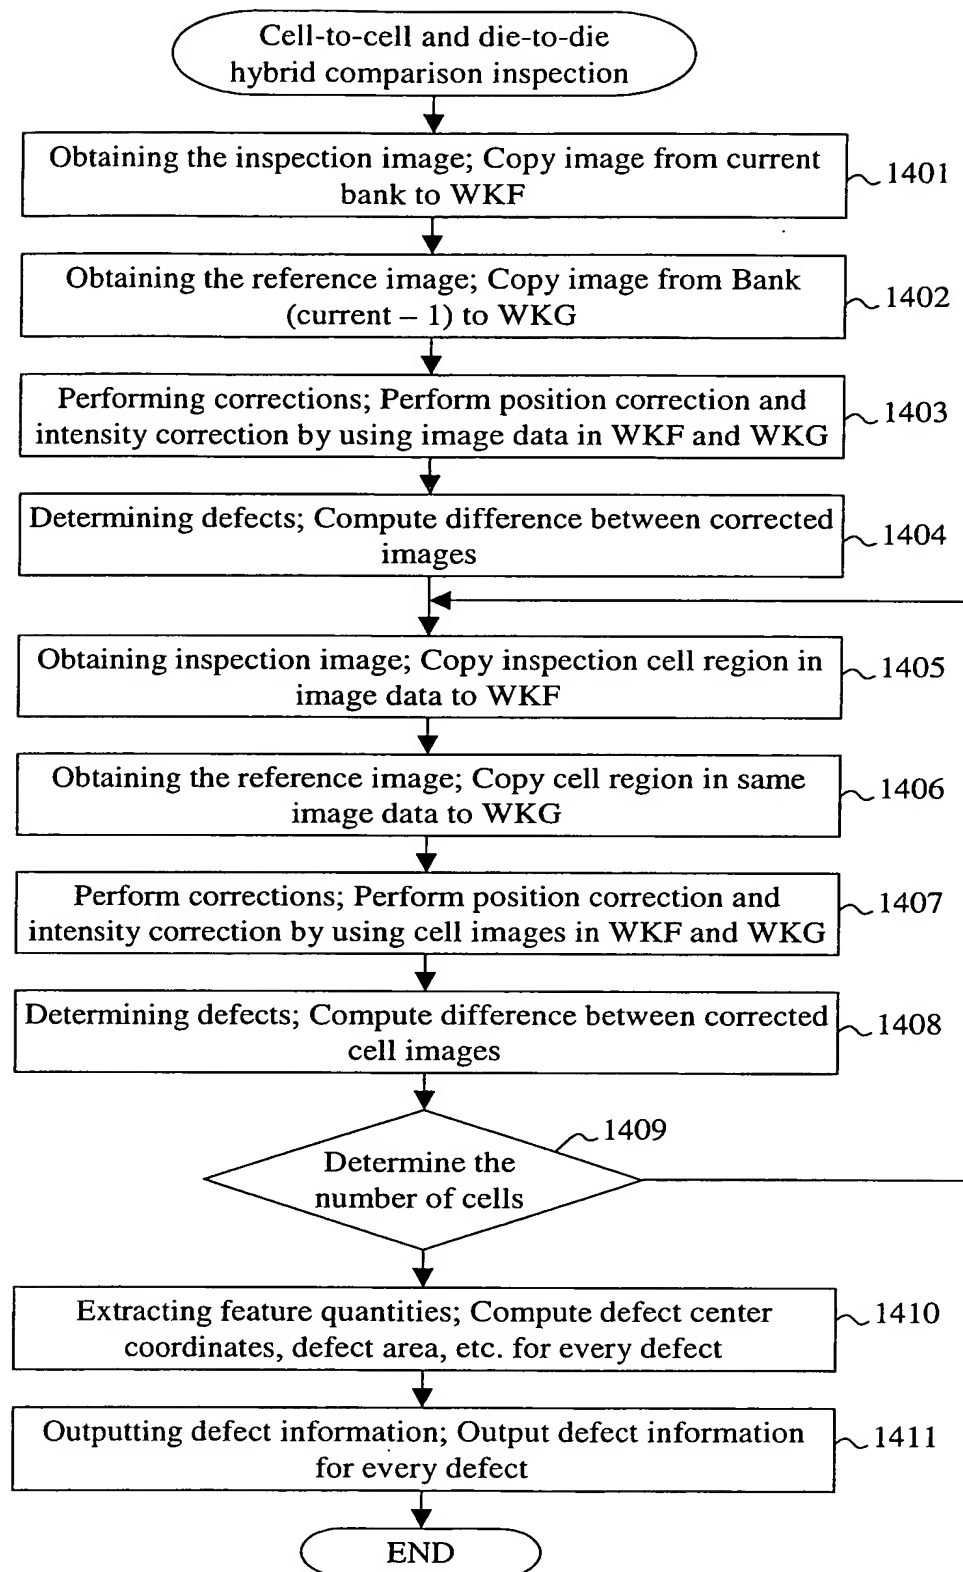 Cell-to-cell and die-to-die
hybrid comparison inspection
Obtaining the inspection image; Copy image from current
bank to WKF
1401
Obtaining the reference image; Copy image from Bank
(current – 1) to WKG
1402
Performing corrections; Perform position correction and
intensity correction by using image data in WKF and WKG
1403
Determining defects; Compute difference between corrected
images
1404
Obtaining inspection image; Copy inspection cell region in
image data to WKF
1405
Obtaining the reference image; Copy cell region in same
image data to WKG
1406
Perform corrections; Perform position correction and
intensity correction by using cell images in WKF and WKG
1407
Determining defects; Compute difference between corrected
cell images
1408
1409
Determine the
number of cells
Extracting feature quantities; Compute defect center
coordinates, defect area, etc. for every defect
1410
Outputting defect information; Output defect information
for every defect
1411
END